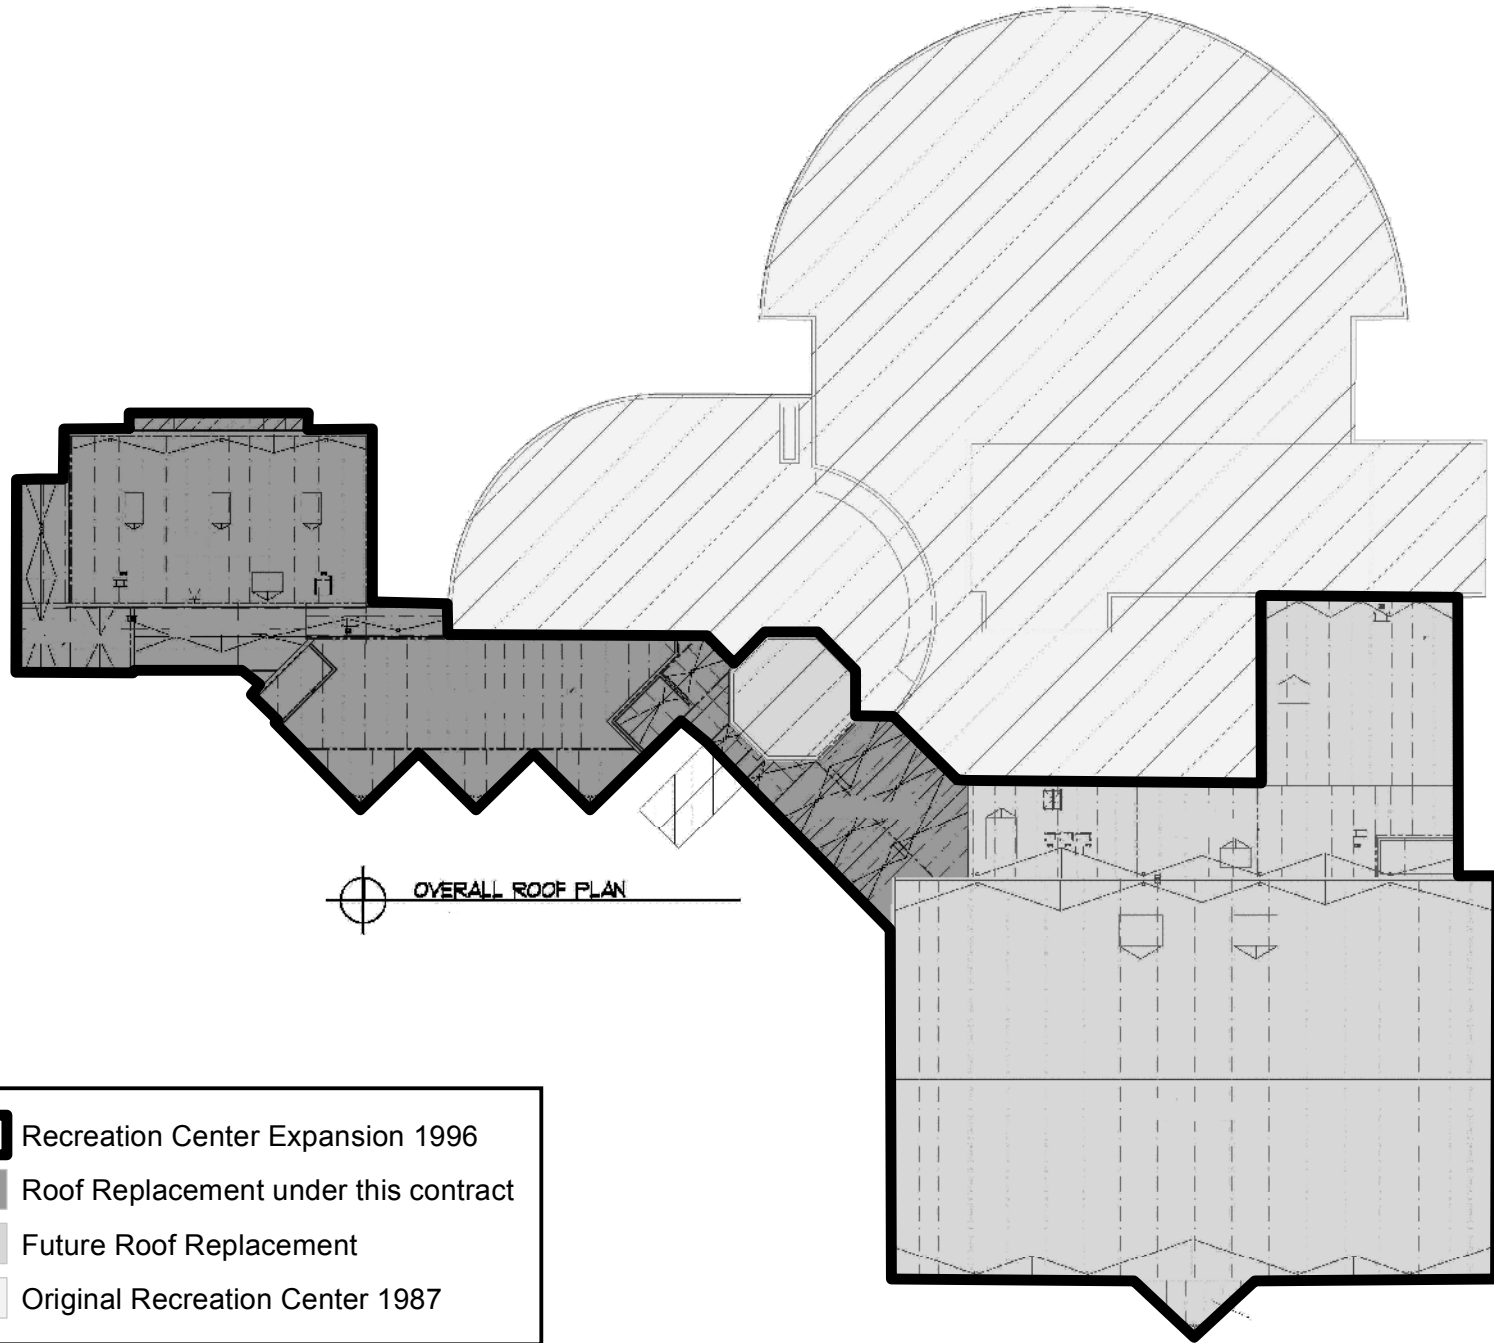 OVERALL ROOF PLAN
Recreation Center Expansion 1996
Roof Replacement under this contract
Future Roof Replacement
Original Recreation Center 1987